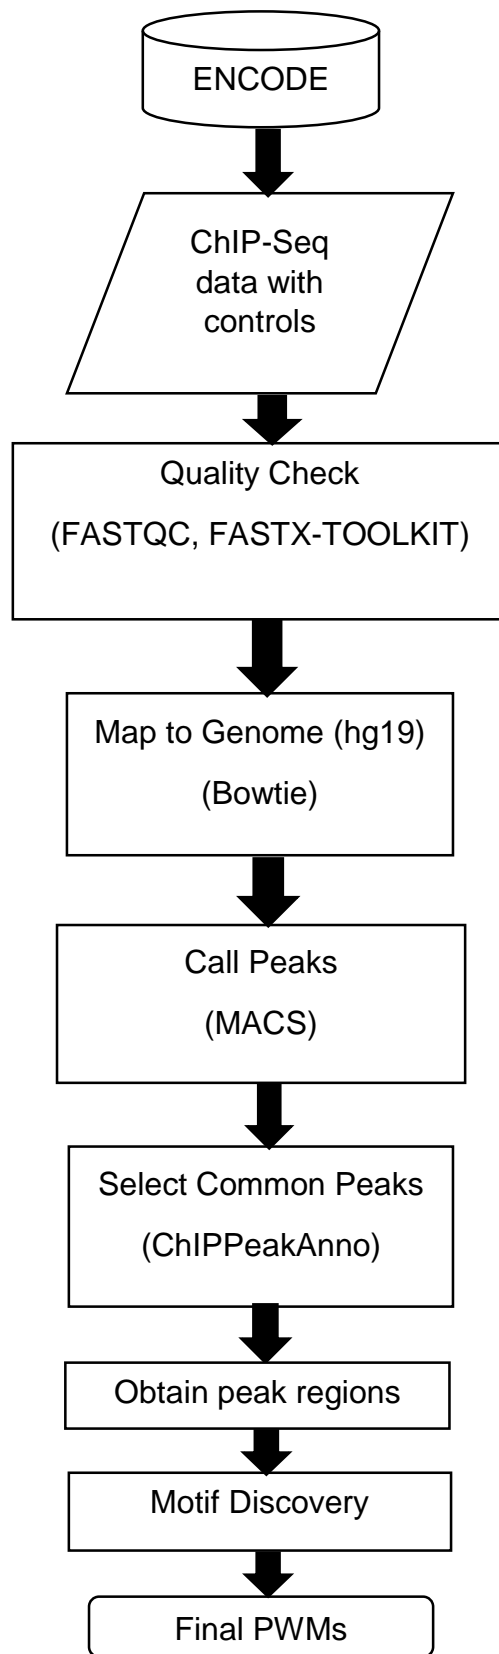 ENCODE
ChIP-Seq
data with
controls
Quality Check
(FASTQC, FASTX-TOOLKIT)
Map to Genome (hg19)
(Bowtie)
Call Peaks
(MACS)
Select Common Peaks
(ChIPPeakAnno)
Obtain peak regions
Motif Discovery
Final PWMs